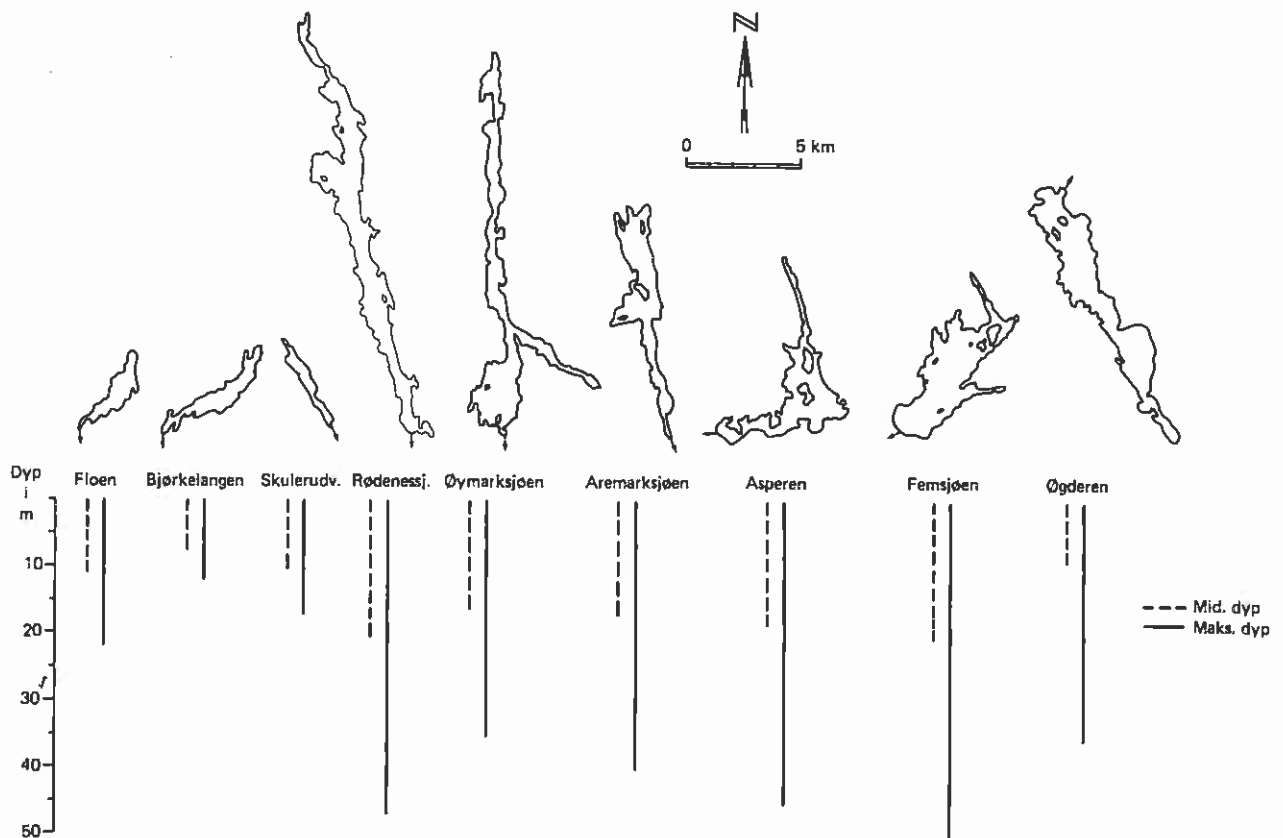 N
0 5 km
Dyp
i
m
Floen Bjørkelangen Skulerudv. Rødenessj. Øymarksjøen Aremarksjøen Asperen Femsjøen Øgderen
10
20
30
40
50
Mid. dyp
Maks. dyp